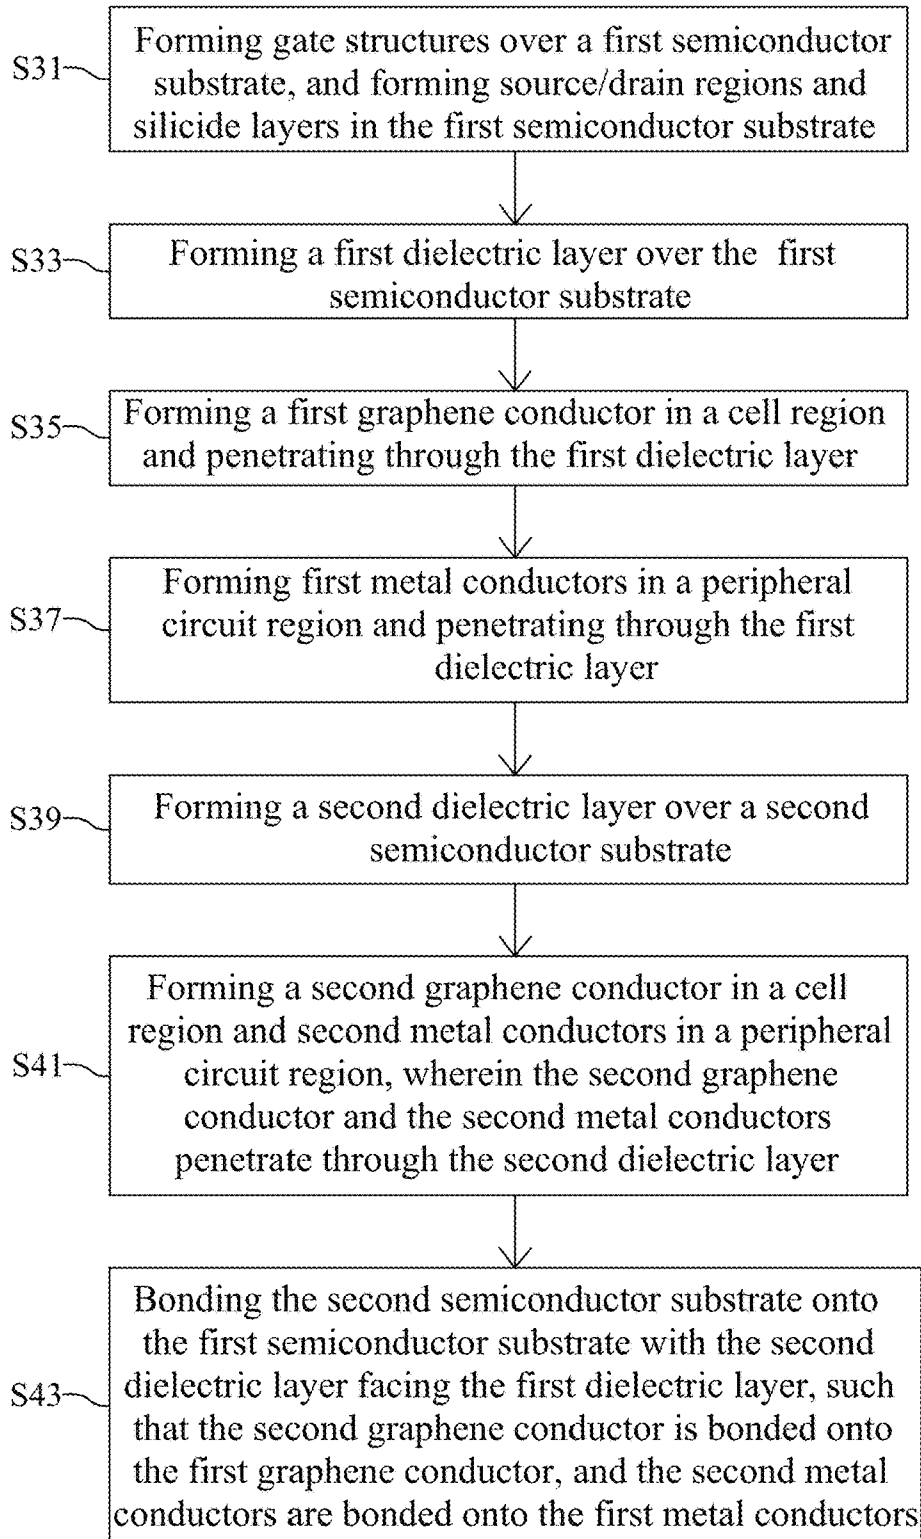 S31
Forming gate structures over a first semiconductor
substrate, and forming source/drain regions and
silicide layers in the first semiconductor substrate
S33
Forming a first dielectric layer over the first
semiconductor substrate
S35
Forming a first graphene conductor in a cell region
and penetrating through the first dielectric layer
S37
Forming first metal conductors in a peripheral
circuit region and penetrating through the first
dielectric layer
S39
Forming a second dielectric layer over a second
semiconductor substrate
S41
Forming a second graphene conductor in a cell
region and second metal conductors in a peripheral
circuit region, wherein the second graphene
conductor and the second metal conductors
penetrate through the second dielectric layer
S43
Bonding the second semiconductor substrate onto
the first semiconductor substrate with the second
dielectric layer facing the first dielectric layer, such
that the second graphene conductor is bonded onto
the first graphene conductor, and the second metal
conductors are bonded onto the first metal conductors